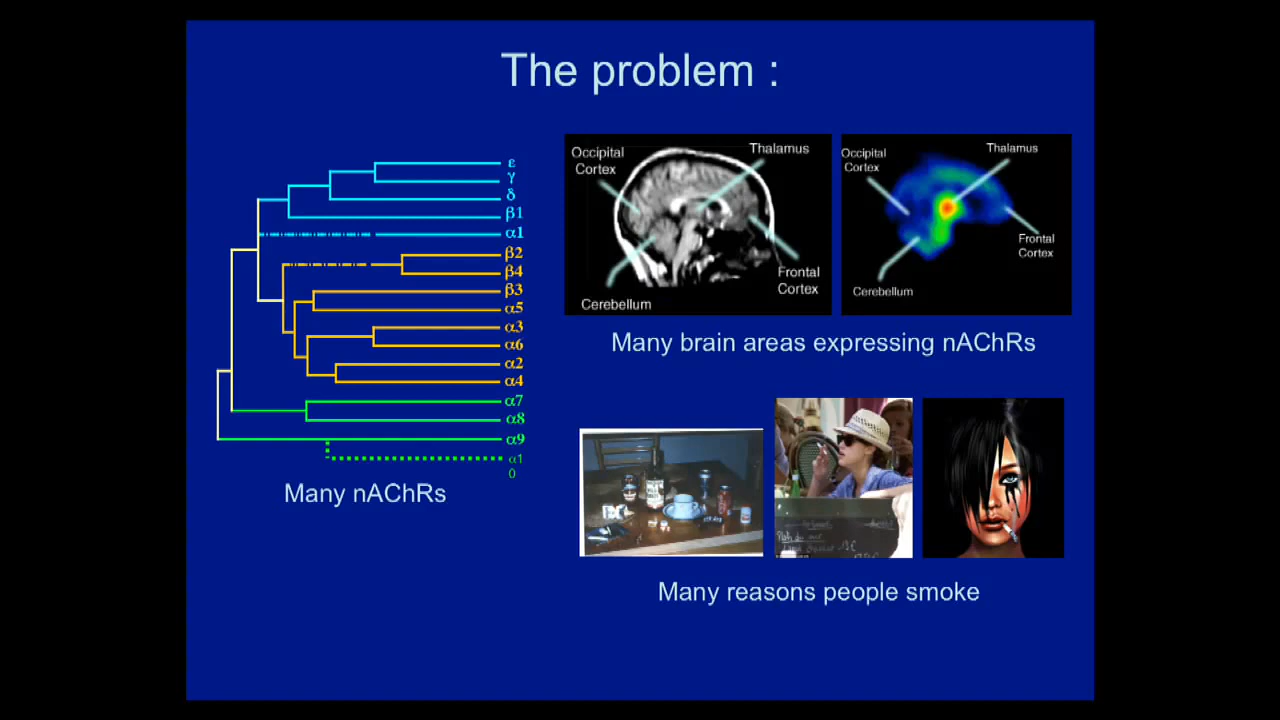 The problem :
ε
γ
δ
β1
α1
β2
β4
β3
α5
α3
α6
α2
α4
α7
α8
α9
α1
0
Many nAChRs
Occipital
Cortex
Thalamus
Frontal
Cortex
Cerebellum
Occipital
Cortex
Thalamus
Frontal
Cortex
Cerebellum
Many brain areas expressing nAChRs
Many reasons people smoke